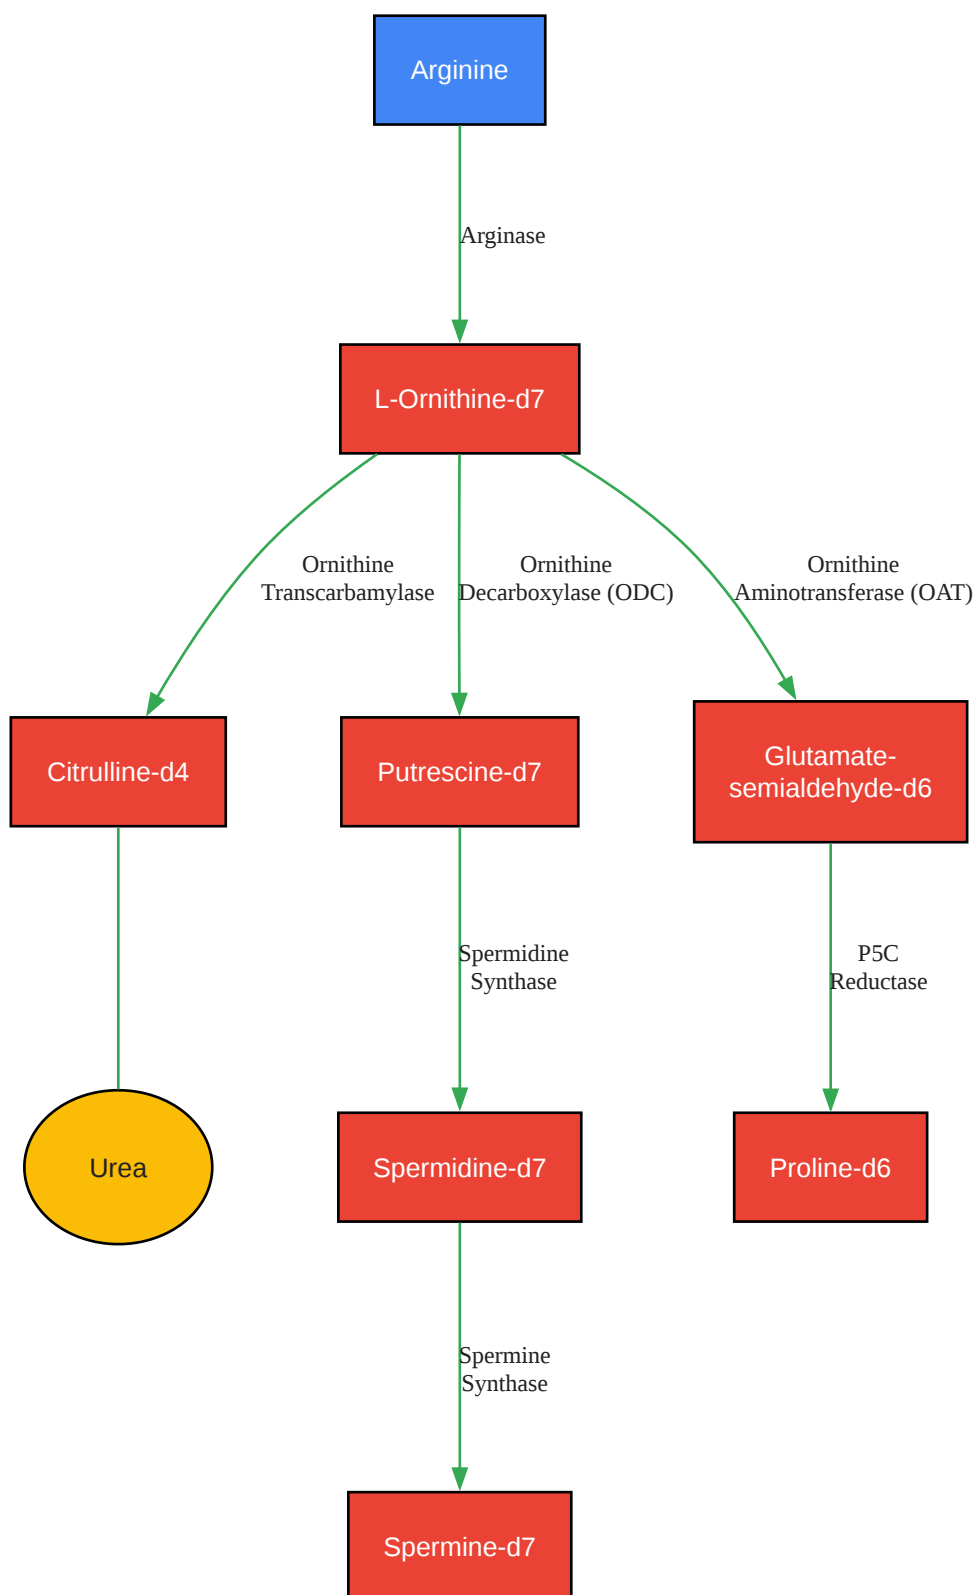 Arginine
Arginase
L-Ornithine-d7
Ornithine
Transcarbamylase
Ornithine
Decarboxylase (ODC)
Ornithine
Aminotransferase (OAT)
Citrulline-d4
Putrescine-d7
Glutamate-
semialdehyde-d6
Spermidine
Synthase
P5C
Reductase
Urea
Spermidine-d7
Proline-d6
Spermine
Synthase
Spermine-d7